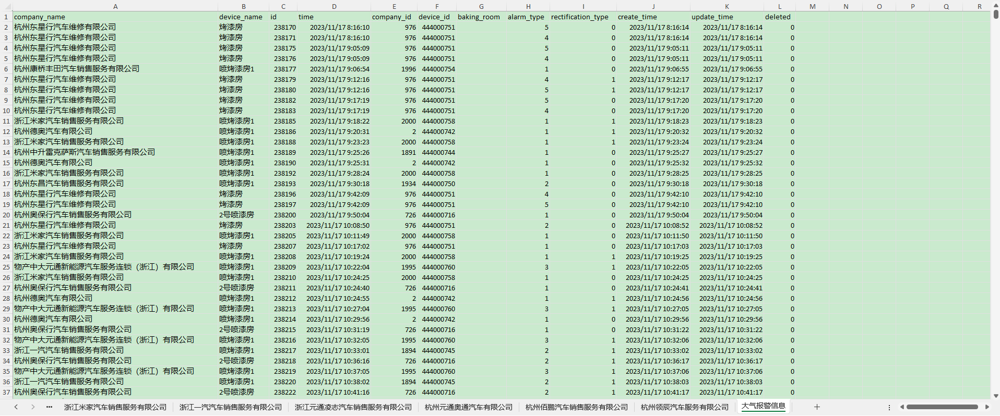 A B C D E F G H I J K L M N O P Q R
1 company_name device_name id time company_id device_id baking_room alarm_type rectification_type create_time update_time deleted
2 杭州东星行汽车维修有限公司 烤漆房 238170 2023/11/17 8:16:10 976 444000751 5 0 2023/11/17 8:16:14 2023/11/17 8:16:14 0
3 杭州东星行汽车维修有限公司 烤漆房 238171 2023/11/17 8:16:10 976 444000751 4 0 2023/11/17 8:16:14 2023/11/17 8:16:14 0
4 杭州东星行汽车维修有限公司 烤漆房 238175 2023/11/17 9:05:09 976 444000751 5 0 2023/11/17 9:05:11 2023/11/17 9:05:11 0
5 杭州东星行汽车维修有限公司 烤漆房 238176 2023/11/17 9:05:09 976 444000751 4 0 2023/11/17 9:05:11 2023/11/17 9:05:11 0
6 杭州康桥丰田汽车销售服务有限公司 喷烤漆房1 238177 2023/11/17 9:06:54 1996 444000754 1 0 2023/11/17 9:06:55 2023/11/17 9:06:55 0
7 杭州东星行汽车维修有限公司 烤漆房 238179 2023/11/17 9:12:16 976 444000751 4 1 2023/11/17 9:12:17 2023/11/17 9:12:17 0
8 杭州东星行汽车维修有限公司 烤漆房 238180 2023/11/17 9:12:16 976 444000751 5 1 2023/11/17 9:12:17 2023/11/17 9:12:17 0
9 杭州东星行汽车维修有限公司 烤漆房 238182 2023/11/17 9:17:19 976 444000751 5 0 2023/11/17 9:17:20 2023/11/17 9:17:20 0
10 杭州东星行汽车维修有限公司 烤漆房 238183 2023/11/17 9:17:19 976 444000751 4 0 2023/11/17 9:17:20 2023/11/17 9:17:20 0
11 浙江米家汽车销售服务有限公司 喷烤漆房1 238185 2023/11/17 9:18:22 2000 444000758 1 1 2023/11/17 9:18:23 2023/11/17 9:18:23 0
12 杭州德奥汽车有限公司 喷烤漆房1 238186 2023/11/17 9:20:31 2 444000742 1 1 2023/11/17 9:20:32 2023/11/17 9:20:32 0
13 浙江米家汽车销售服务有限公司 喷烤漆房1 238188 2023/11/17 9:23:23 2000 444000758 1 1 2023/11/17 9:23:24 2023/11/17 9:23:24 0
14 杭州中升雷克萨斯汽车销售服务有限公司 喷烤漆房1 238189 2023/11/17 9:25:26 1891 444000744 1 0 2023/11/17 9:25:27 2023/11/17 9:25:27 0
15 杭州德奥汽车有限公司 喷烤漆房1 238190 2023/11/17 9:25:31 2 444000742 1 0 2023/11/17 9:25:32 2023/11/17 9:25:32 0
16 浙江米家汽车销售服务有限公司 喷烤漆房1 238192 2023/11/17 9:28:24 2000 444000758 1 0 2023/11/17 9:28:25 2023/11/17 9:28:25 0
17 杭州东昌汽车销售服务有限公司 喷烤漆房1 238193 2023/11/17 9:30:18 1934 444000750 2 0 2023/11/17 9:30:18 2023/11/17 9:30:18 0
18 杭州东星行汽车维修有限公司 烤漆房 238196 2023/11/17 9:42:09 976 444000751 4 0 2023/11/17 9:42:10 2023/11/17 9:42:10 0
19 杭州东星行汽车维修有限公司 烤漆房 238197 2023/11/17 9:42:09 976 444000751 5 0 2023/11/17 9:42:10 2023/11/17 9:42:10 0
20 杭州奥保行汽车销售服务有限公司 2号喷漆房 238200 2023/11/17 9:50:04 726 444000716 1 0 2023/11/17 9:50:04 2023/11/17 9:50:04 0
21 杭州东星行汽车维修有限公司 烤漆房 238203 2023/11/17 10:08:50 976 444000751 2 0 2023/11/17 10:08:52 2023/11/17 10:08:52 0
22 浙江米家汽车销售服务有限公司 喷烤漆房1 238205 2023/11/17 10:11:49 2000 444000758 1 0 2023/11/17 10:11:50 2023/11/17 10:11:50 0
23 杭州东星行汽车维修有限公司 烤漆房 238207 2023/11/17 10:17:02 976 444000751 1 0 2023/11/17 10:17:03 2023/11/17 10:17:03 0
24 浙江米家汽车销售服务有限公司 喷烤漆房1 238208 2023/11/17 10:19:24 2000 444000758 1 1 2023/11/17 10:19:25 2023/11/17 10:19:25 0
25 物产中大元通新能源汽车服务连锁（浙江）有限公司 喷烤漆房1 238209 2023/11/17 10:22:04 1995 444000760 3 1 2023/11/17 10:22:05 2023/11/17 10:22:05 0
26 浙江米家汽车销售服务有限公司 喷烤漆房1 238210 2023/11/17 10:24:25 2000 444000758 1 0 2023/11/17 10:24:25 2023/11/17 10:24:25 0
27 杭州奥保行汽车销售服务有限公司 2号喷漆房 238211 2023/11/17 10:24:40 726 444000716 1 0 2023/11/17 10:24:41 2023/11/17 10:24:41 0
28 杭州德奥汽车有限公司 喷烤漆房1 238212 2023/11/17 10:24:55 2 444000742 1 1 2023/11/17 10:24:56 2023/11/17 10:24:56 0
29 物产中大元通新能源汽车服务连锁（浙江）有限公司 喷烤漆房1 238213 2023/11/17 10:27:04 1995 444000760 3 1 2023/11/17 10:27:05 2023/11/17 10:27:05 0
30 杭州德奥汽车有限公司 喷烤漆房1 238214 2023/11/17 10:29:56 2 444000742 1 0 2023/11/17 10:29:56 2023/11/17 10:29:56 0
31 杭州奥保行汽车销售服务有限公司 2号喷漆房 238215 2023/11/17 10:31:19 726 444000716 1 0 2023/11/17 10:31:22 2023/11/17 10:31:22 0
32 物产中大元通新能源汽车服务连锁（浙江）有限公司 喷烤漆房1 238216 2023/11/17 10:32:05 1995 444000760 3 1 2023/11/17 10:32:06 2023/11/17 10:32:06 0
33 浙江一汽汽车销售服务有限公司 喷烤漆房1 238217 2023/11/17 10:33:01 1894 444000745 2 1 2023/11/17 10:33:02 2023/11/17 10:33:02 0
34 杭州奥保行汽车销售服务有限公司 2号喷漆房 238218 2023/11/17 10:36:16 726 444000716 2 1 2023/11/17 10:36:17 2023/11/17 10:36:17 0
35 物产中大元通新能源汽车服务连锁（浙江）有限公司 喷烤漆房1 238219 2023/11/17 10:37:05 1995 444000760 3 1 2023/11/17 10:37:06 2023/11/17 10:37:06 0
36 浙江一汽汽车销售服务有限公司 喷烤漆房1 238220 2023/11/17 10:38:02 1894 444000745 2 1 2023/11/17 10:38:03 2023/11/17 10:38:03 0
37 杭州奥保行汽车销售服务有限公司 2号喷漆房 238222 2023/11/17 10:41:16 726 444000716 2 1 2023/11/17 10:41:17 2023/11/17 10:41:17 0
浙江米家汽车销售服务有限公司 浙江一汽汽车销售服务有限公司 浙江元通凌志汽车销售服务有限公司 杭州元通奥通汽车有限公司 杭州佰鹏汽车销售服务有限公司 杭州领辰汽车服务有限公司 大气报警信息